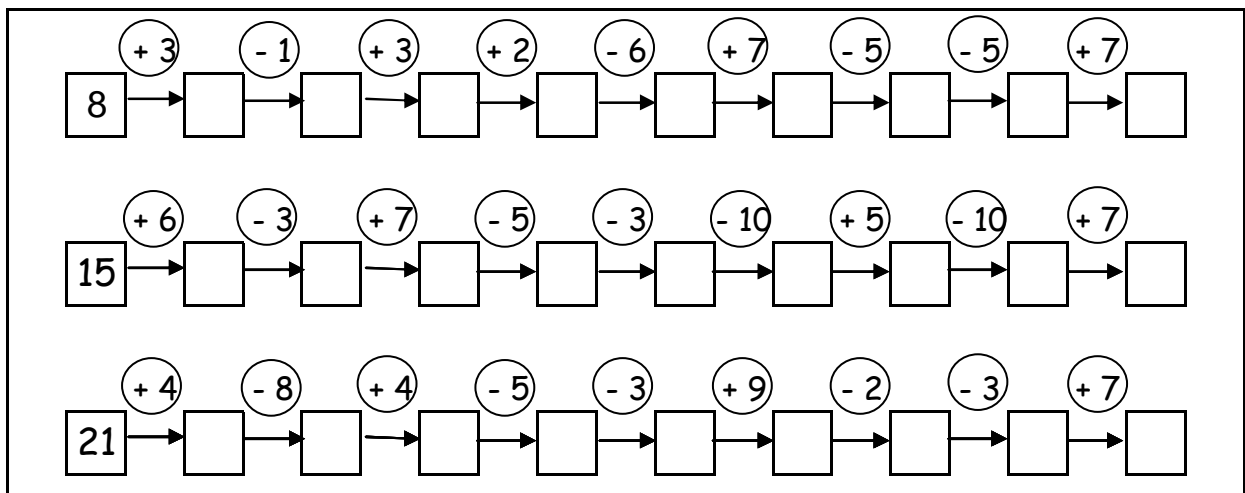 + 3 - 1 + 3 + 2 - 6 + 7 - 5 - 5 + 7
8
+ 6 - 3 + 7 - 5 - 3 - 10 + 5 - 10 + 7
15
+ 4 - 8 + 4 - 5 - 3 + 9 - 2 - 3 + 7
21